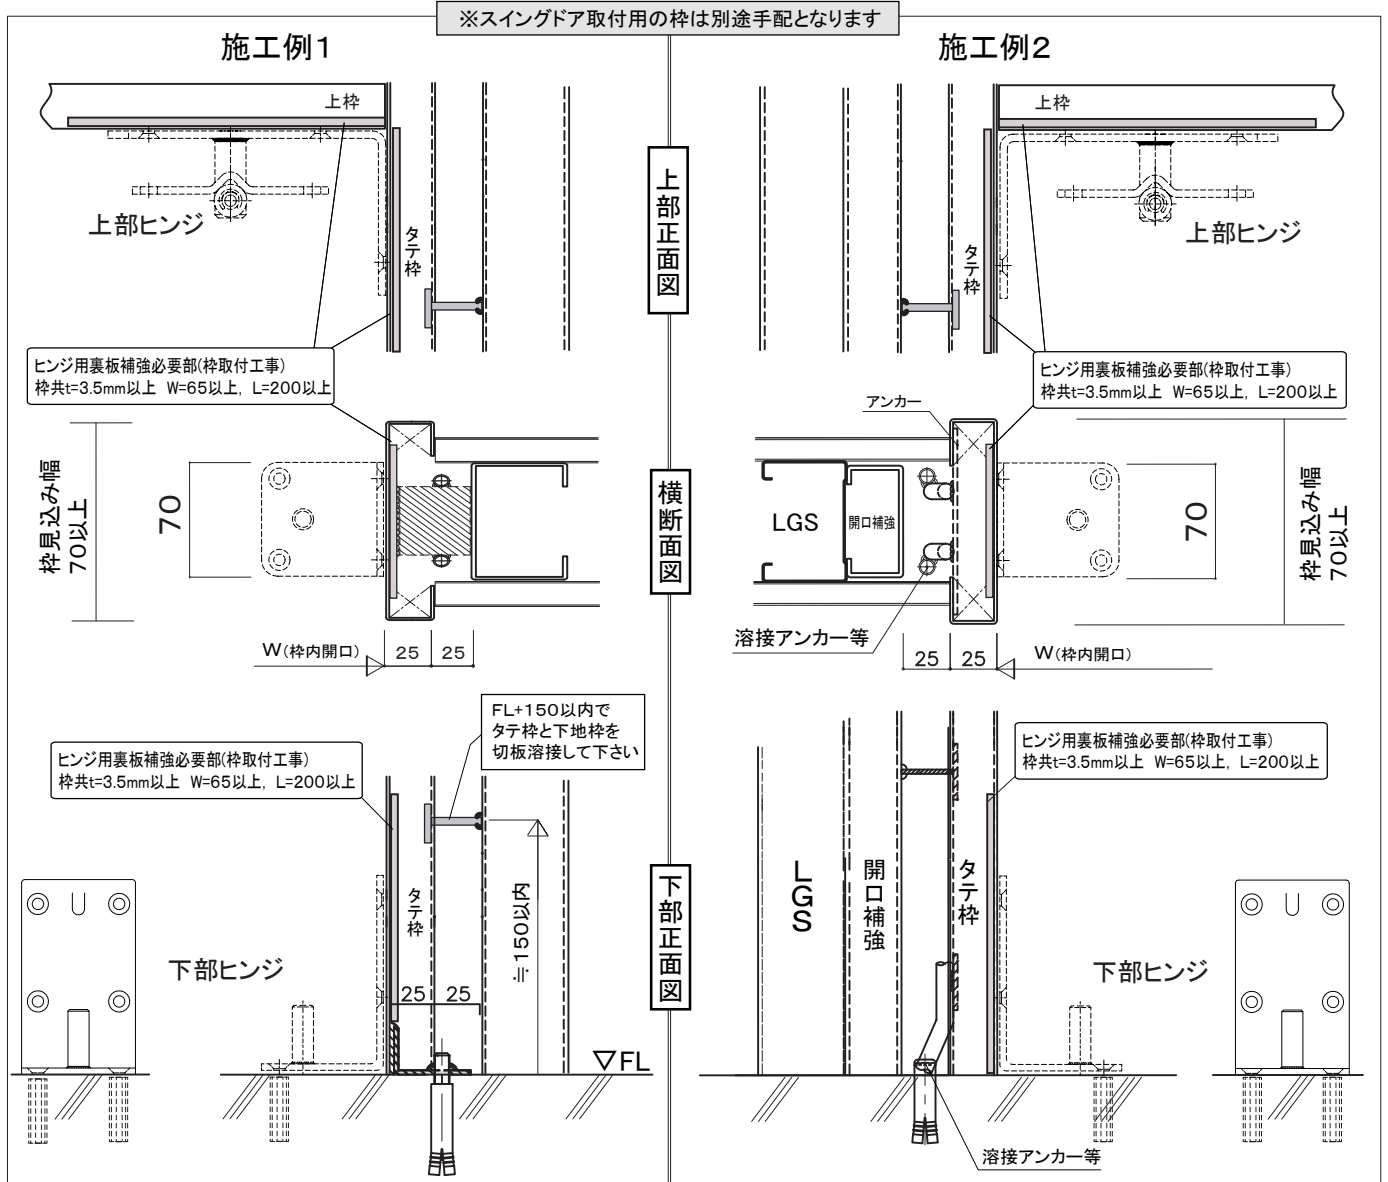 ※スイングドア取付用の枠は別途手配となります
施工例1
上枠
上部ヒンジ
タテ枠
ヒンジ用裏板補強必要部(枠取付工事)
枠共t=3.5mm以上 W=65以上, L=200以上
枠見込み幅
70以上
70
W(枠内開口)
25
25
FL+150以内で
タテ枠と下地枠を
切板溶接して下さい
ヒンジ用裏板補強必要部(枠取付工事)
枠共t=3.5mm以上 W=65以上, L=200以上
タテ枠
下部ヒンジ
25
25
≒150以内
▽FL
上部正面図
横断面図
下部正面図
施工例2
上枠
上部ヒンジ
タテ枠
ヒンジ用裏板補強必要部(枠取付工事)
枠共t=3.5mm以上 W=65以上, L=200以上
アンカー
LGS
開口補強
70
枠見込み幅
70以上
溶接アンカー等
25
25
W(枠内開口)
ヒンジ用裏板補強必要部(枠取付工事)
枠共t=3.5mm以上 W=65以上, L=200以上
LGS
開口補強
タテ枠
下部ヒンジ
溶接アンカー等